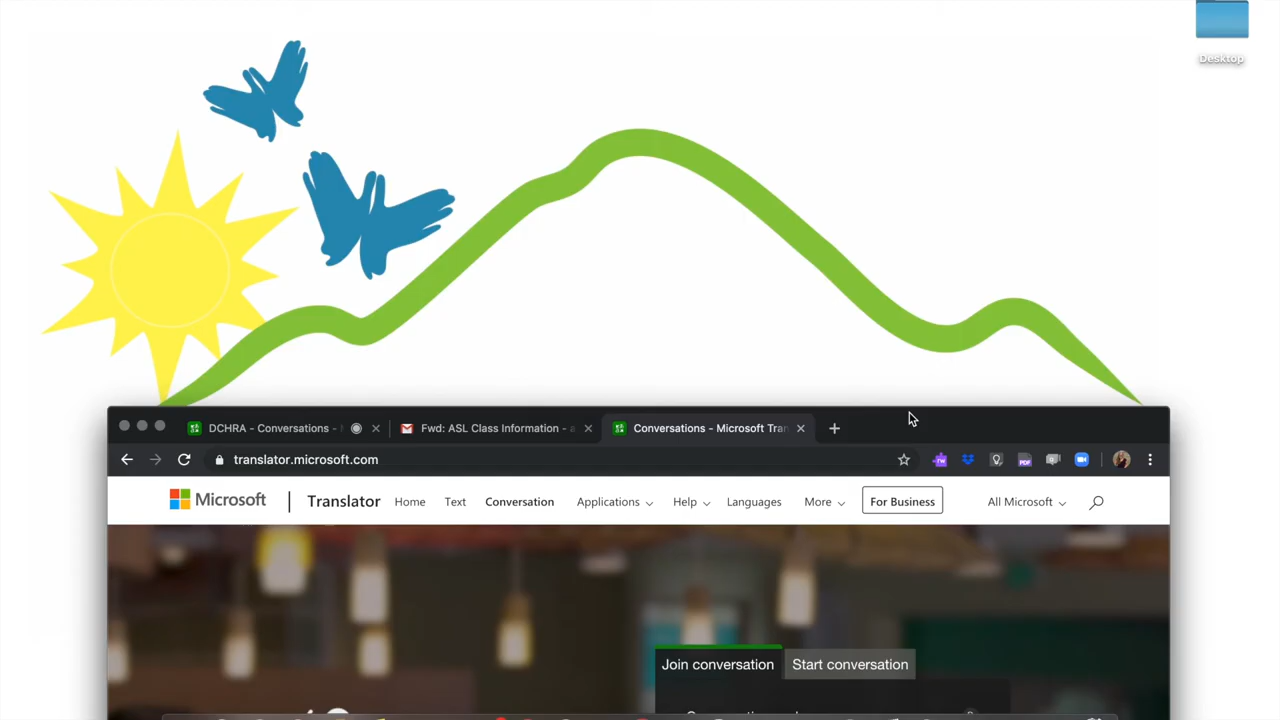 Desktop
DCHRA - Conversations -
Fwd: ASL Class Information -
Conversations - Microsoft Tran
translator.microsoft.com
Microsoft
Translator
Home
Text
Conversation
Applications
Help
Languages
More
For Business
All Microsoft
Join conversation
Start conversation